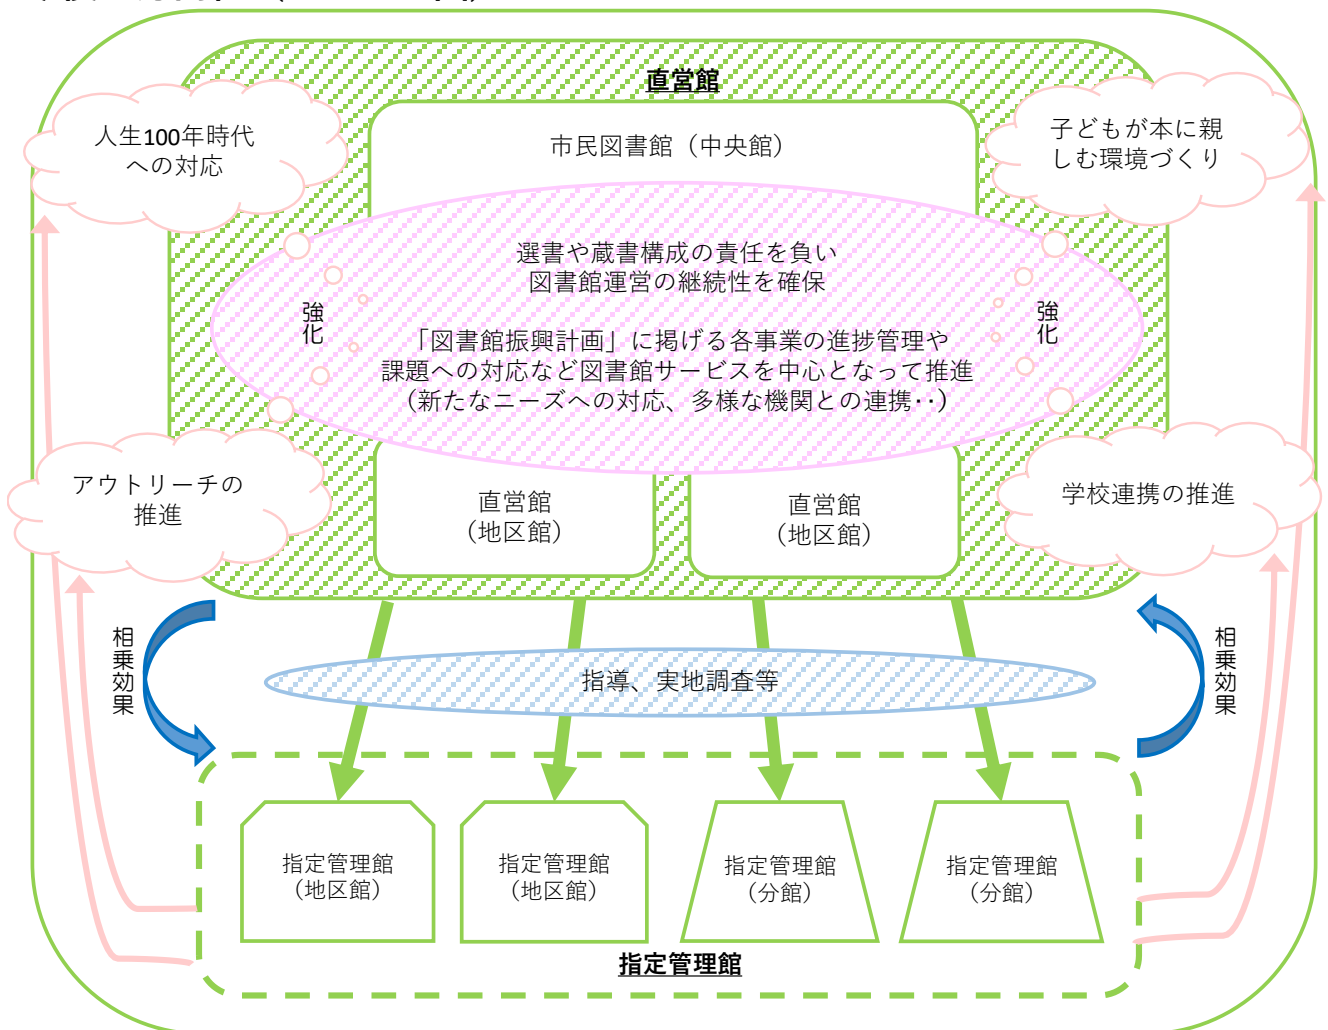 直営館
市民図書館（中央館）
人生100年時代
への対応
子どもが本に親
しむ環境づくり
選書や蔵書構成の責任を負い
図書館運営の継続性を確保
強化
強化
「図書館振興計画」に掲げる各事業の進捗管理や
課題への対応など図書館サービスを中心となって推進
（新たなニーズへの対応、多様な機関との連携‥）
アウトリーチの
推進
学校連携の推進
直営館
（地区館）
直営館
（地区館）
相乗効果
相乗効果
指導、実地調査等
指定管理館
（地区館）
指定管理館
（地区館）
指定管理館
（分館）
指定管理館
（分館）
指定管理館